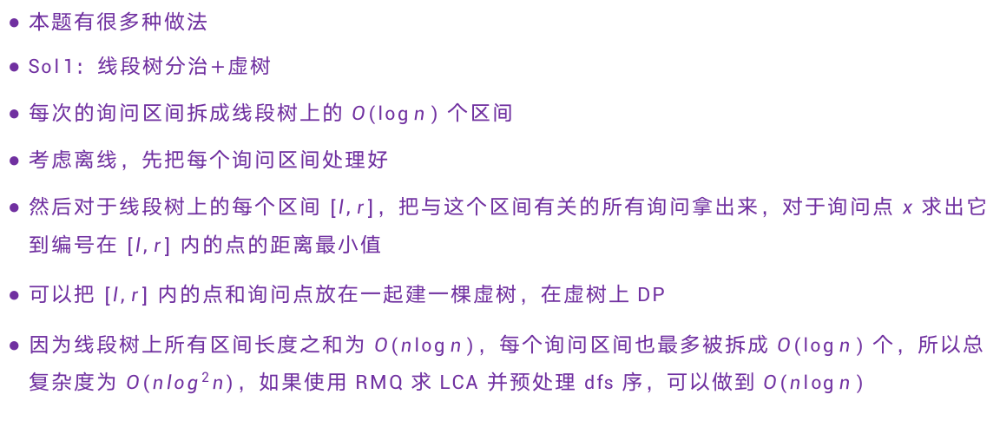 ● 本题有很多种做法
● Sol1：线段树分治+虚树
● 每次的询问区间拆成线段树上的 O(log n) 个区间
● 考虑离线，先把每个询问区间处理好
● 然后对于线段树上的每个区间 [l, r]，把与这个区间有关的所有询问拿出来，对于询问点 x 求出它
到编号在 [l, r] 内的点的距离最小值
● 可以把 [l, r] 内的点和询问点放在一起建一棵虚树，在虚树上 DP
● 因为线段树上所有区间长度之和为 O(n log n)，每个询问区间也最多被拆成 O(log n) 个，所以总
复杂度为 O(nlog²n)，如果使用 RMQ 求 LCA 并预处理 dfs 序，可以做到 O(n log n)